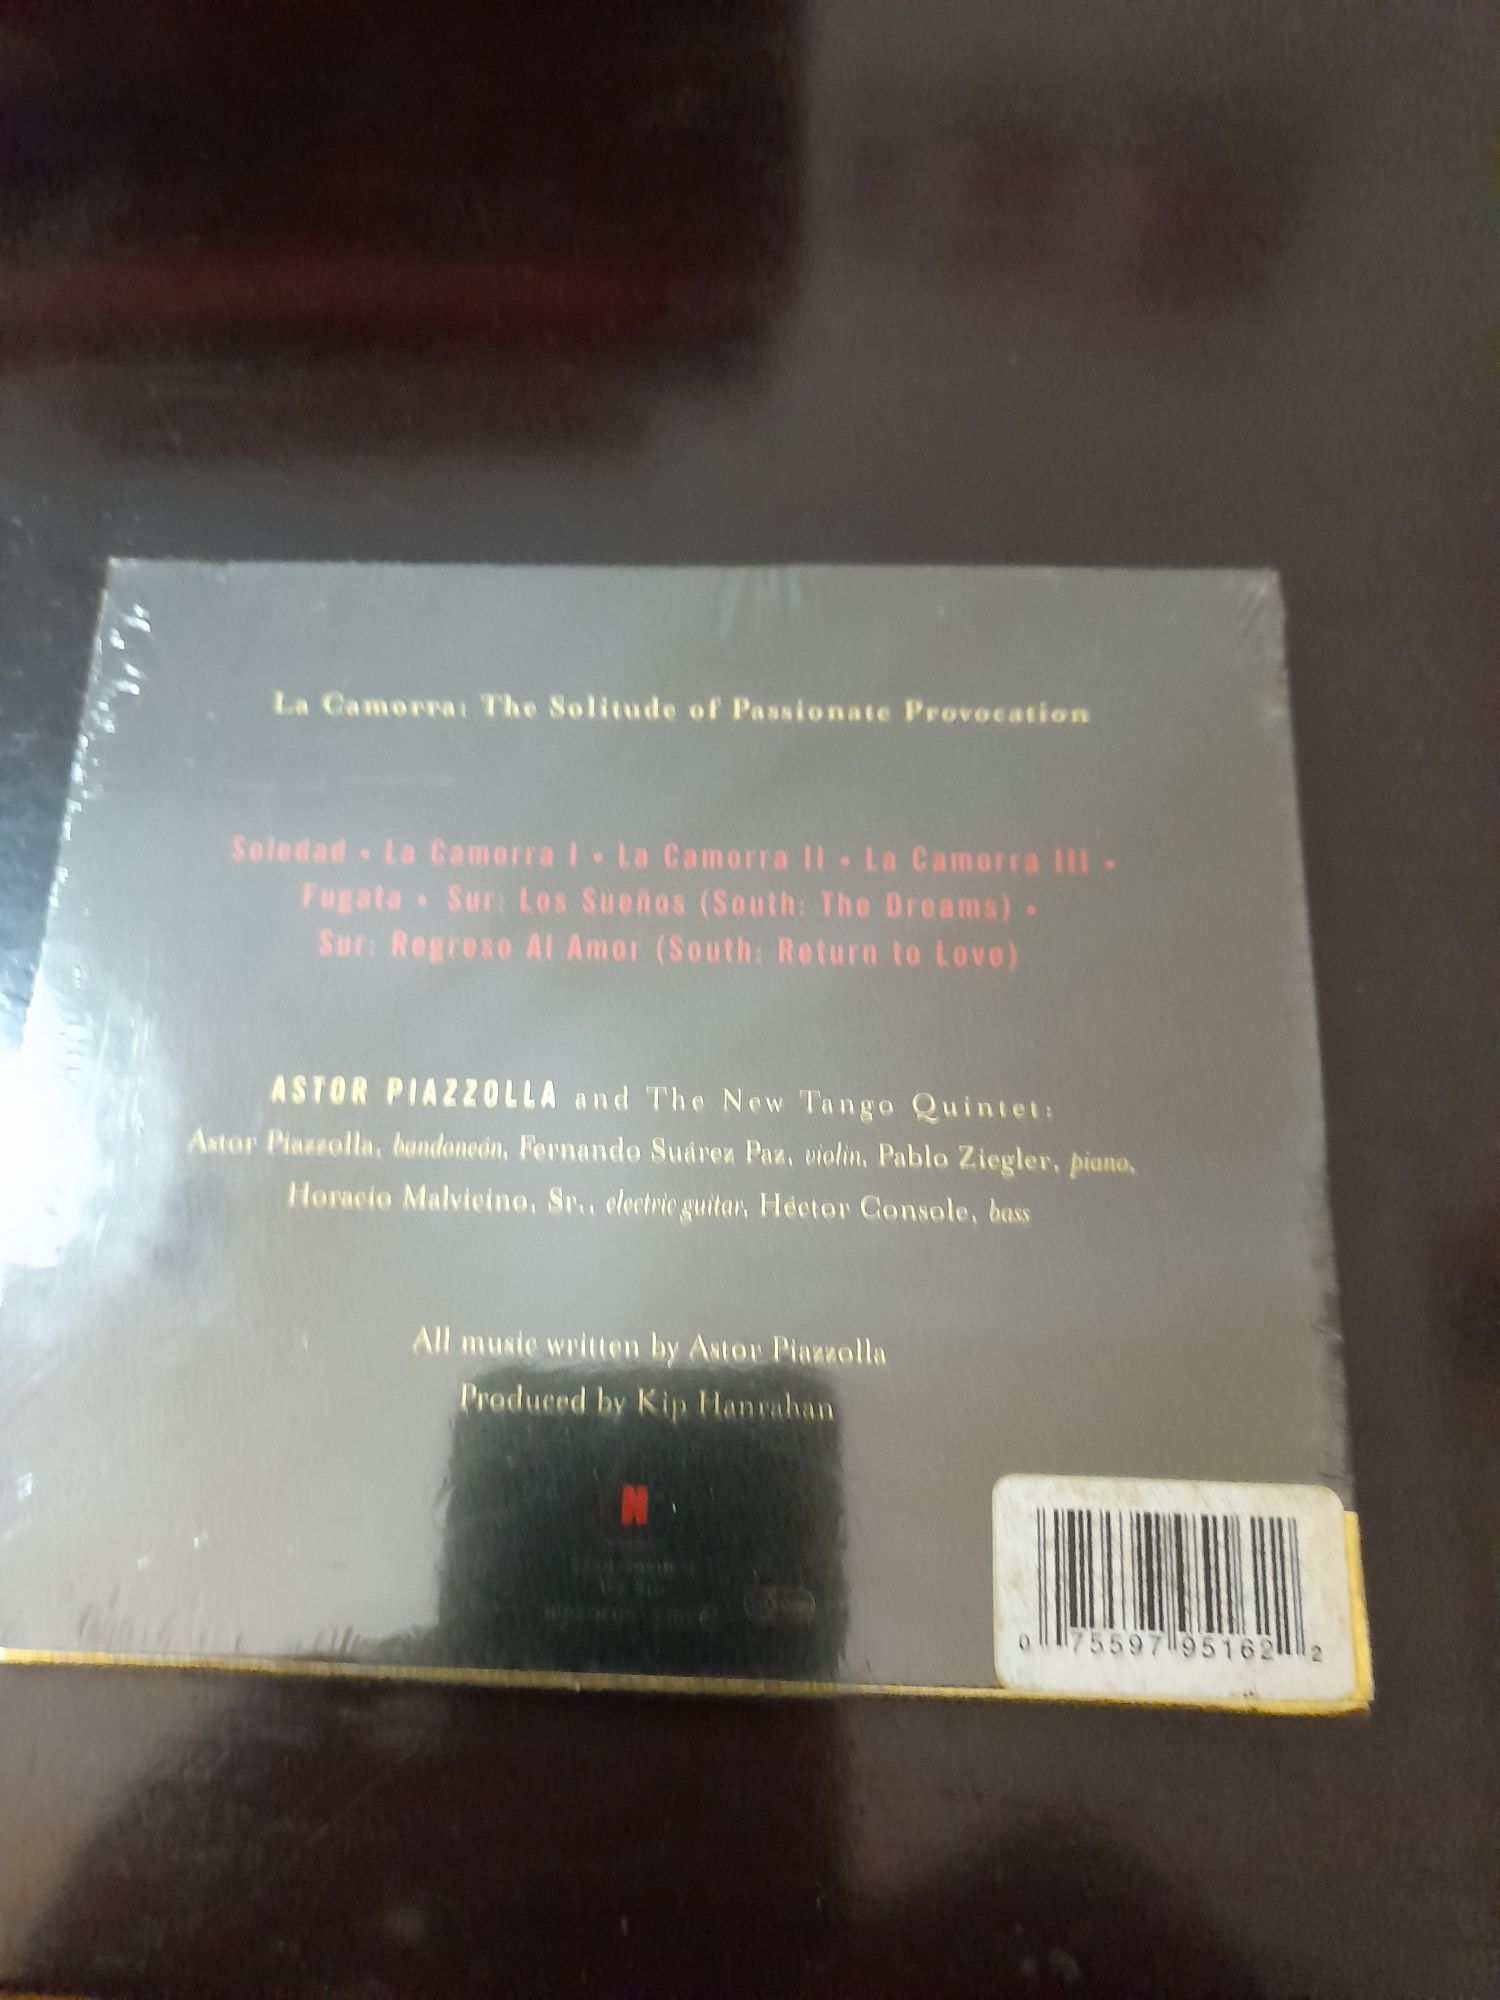 La Camorra: The Solitude of Passionate Provocation
Soledad • La Camorra I • La Camorra II • La Camorra III •
Fugata • Sur: Los Sueños (South: The Dreams) •
Sur: Regreso Al Amor (South: Return to Love)
ASTOR PIAZZOLLA and The New Tango Quintet:
Astor Piazzolla, bandoneón, Fernando Suárez Paz, violin, Pablo Ziegler, piano,
Horacio Malvicino, Sr., electric guitar, Héctor Console, bass
All music written by Astor Piazzolla
Produced by Kip Hanrahan
N
0 75597 95162 2